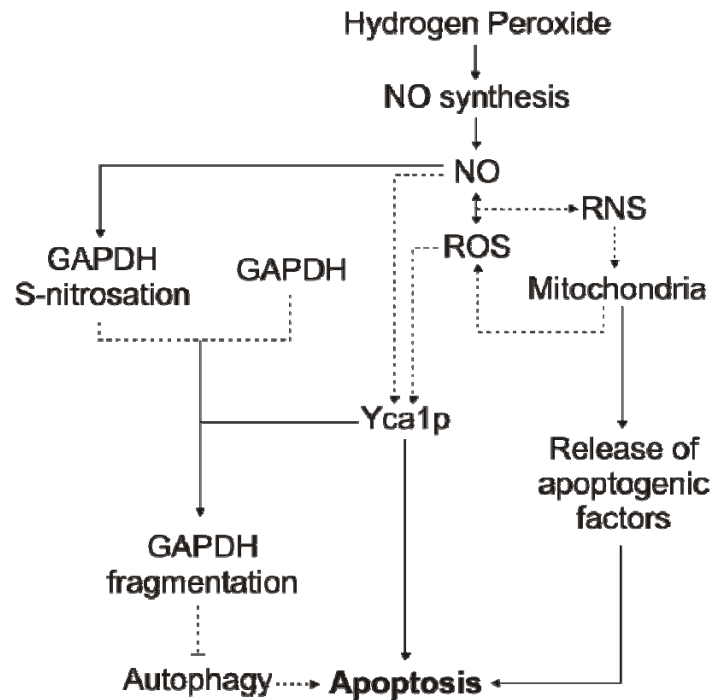 Hydrogen Peroxide
NO synthesis
NO
RNS
ROS
GAPDH
S-nitrosation
GAPDH
Mitochondria
Yca1p
Release of
apoptogenic
factors
GAPDH
fragmentation
Autophagy
Apoptosis